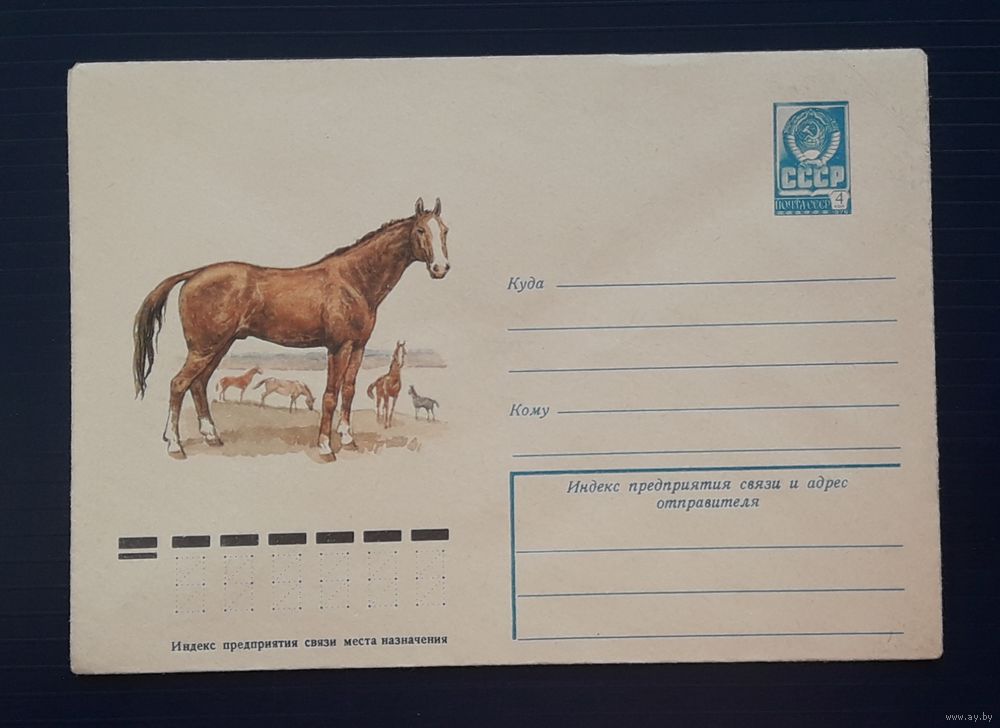 СССР
ПОЧТА СССР 4
Куда
Кому
Индекс предприятия связи и адрес
отправителя
Индекс предприятия связи места назначения
www.ay.by